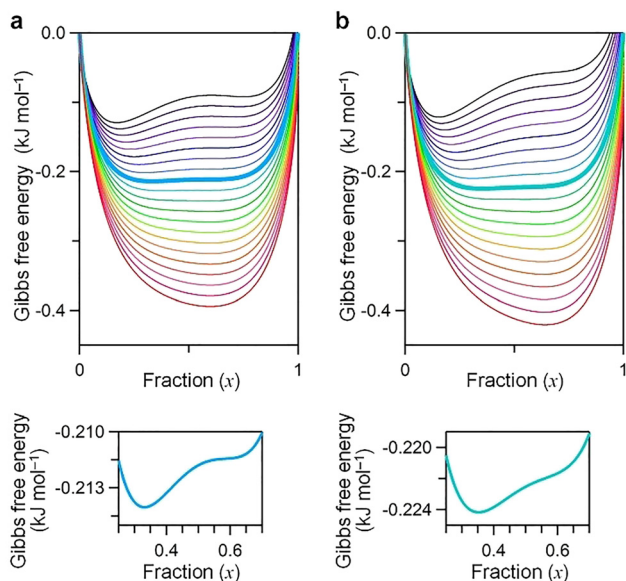 a
b
0.0
-0.2
-0.4
Gibbs free energy (kJ mol⁻¹)
0
1
Fraction (x)
0.0
-0.2
-0.4
Gibbs free energy (kJ mol⁻¹)
0
1
Fraction (x)
-0.210
-0.213
Gibbs free energy
(kJ mol⁻¹)
0.4
0.6
Fraction (x)
-0.220
-0.224
Gibbs free energy
(kJ mol⁻¹)
0.4
0.6
Fraction (x)